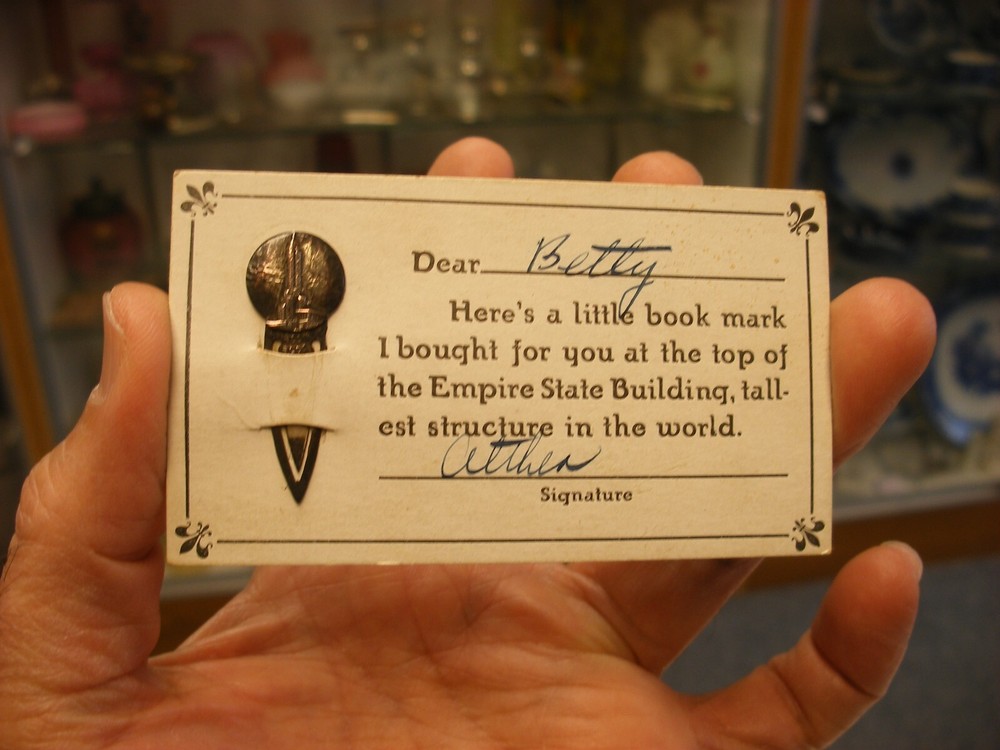 Dear Betty
Here's a little book mark
I bought for you at the top of
the Empire State Building, tall-
est structure in the world.
Althea
Signature